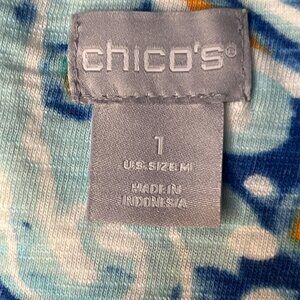 chico's®
1
U.S. SIZE M
MADE IN
INDONESIA